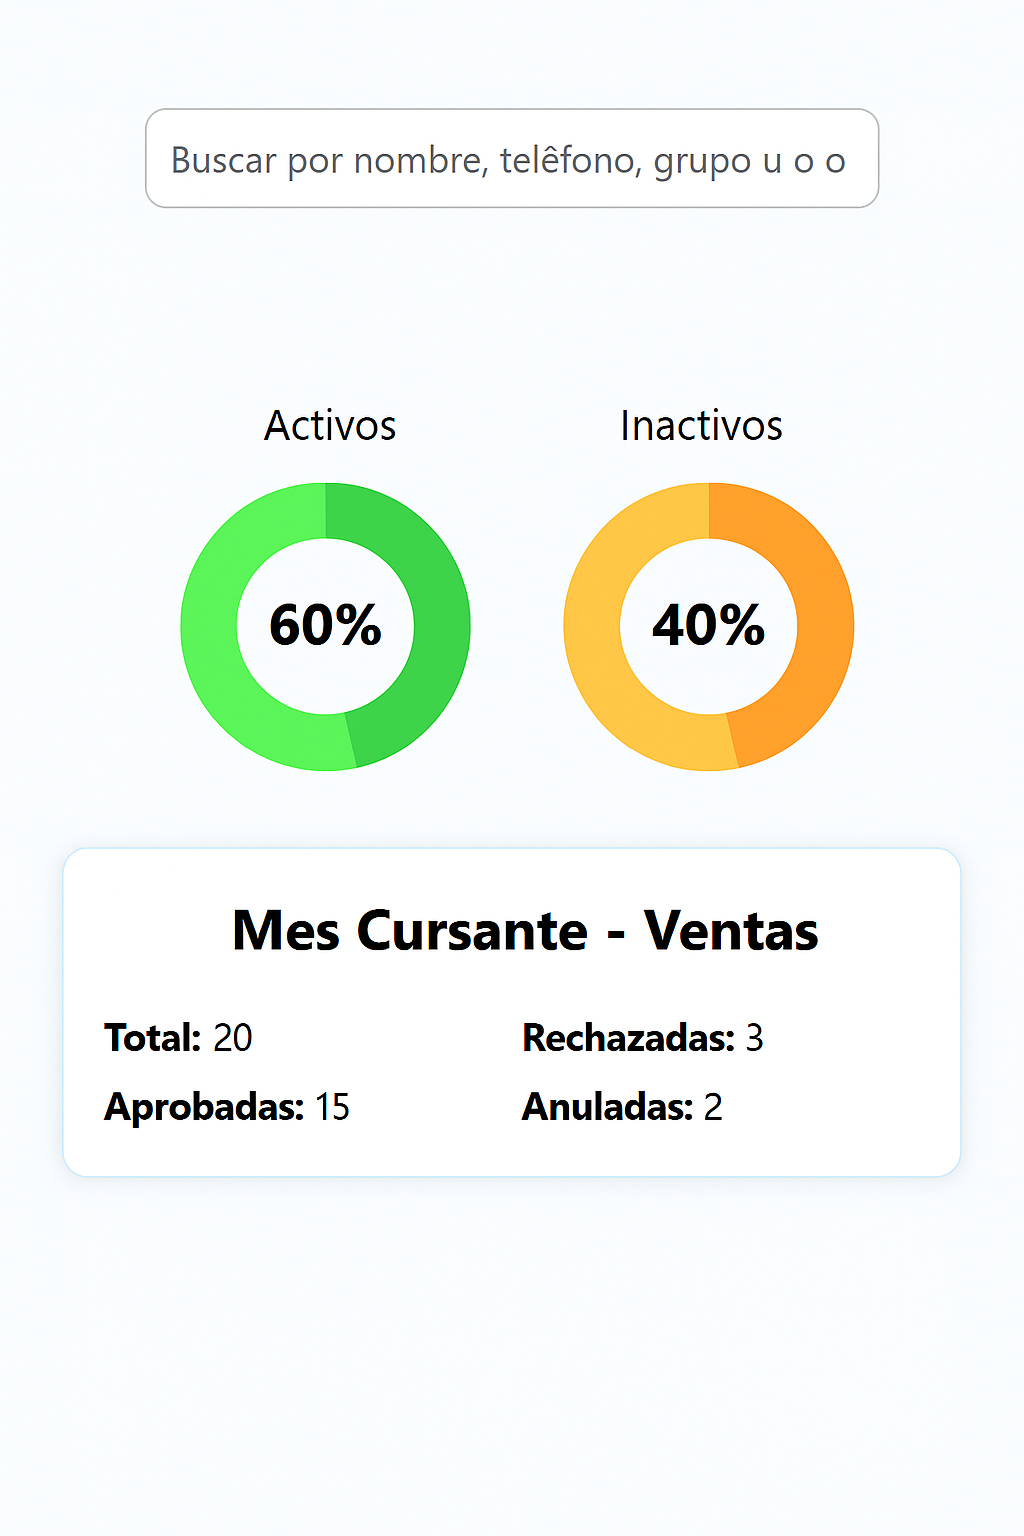 Buscar por nombre, telêfono, grupo u o o
Activos
Inactivos
60%
40%
Mes Cursante - Ventas
Total: 20
Rechazadas: 3
Aprobadas: 15
Anuladas: 2